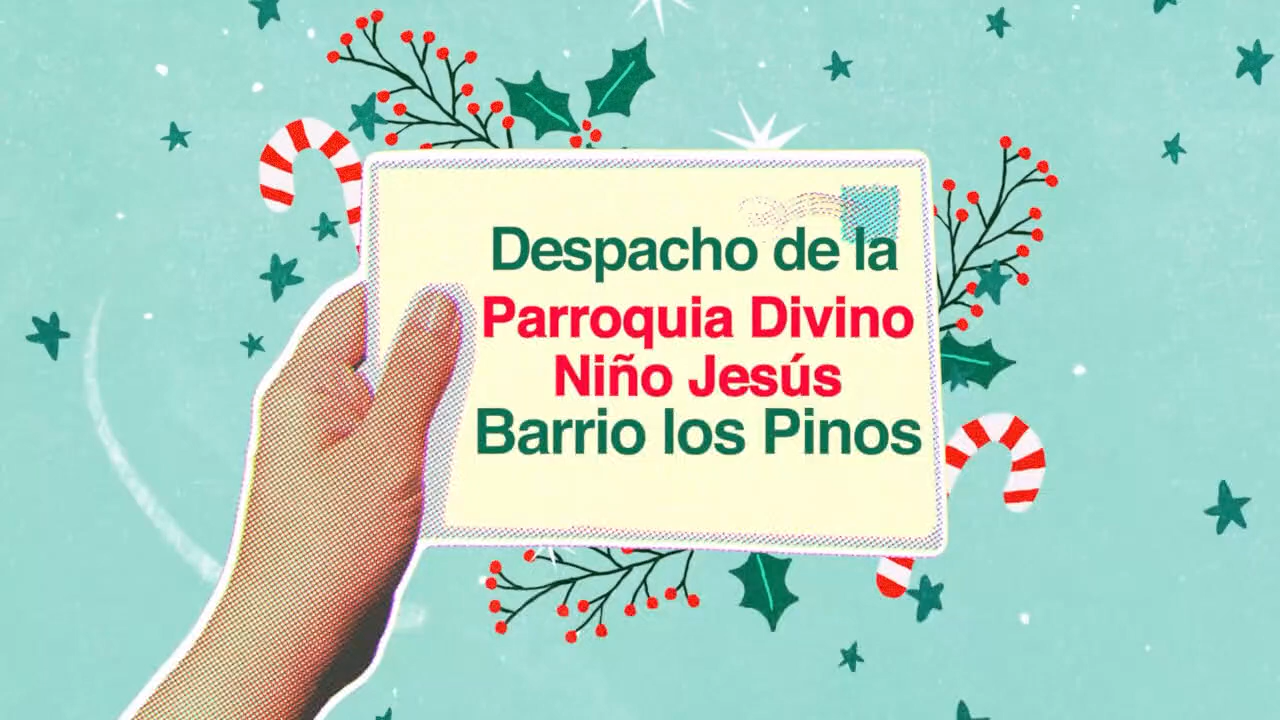 Despacho de la
Parroquia Divino
Niño Jesús
Barrio los Pinos